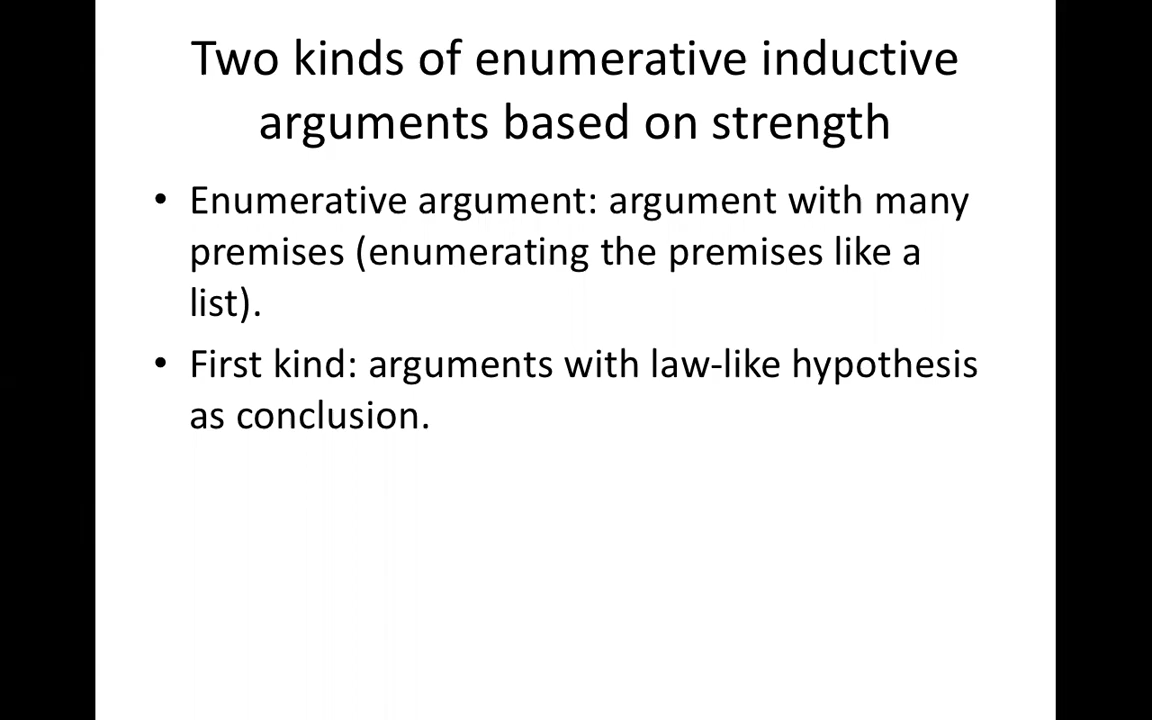 Two kinds of enumerative inductive
arguments based on strength
• Enumerative argument: argument with many
premises (enumerating the premises like a
list).
• First kind: arguments with law-like hypothesis
as conclusion.